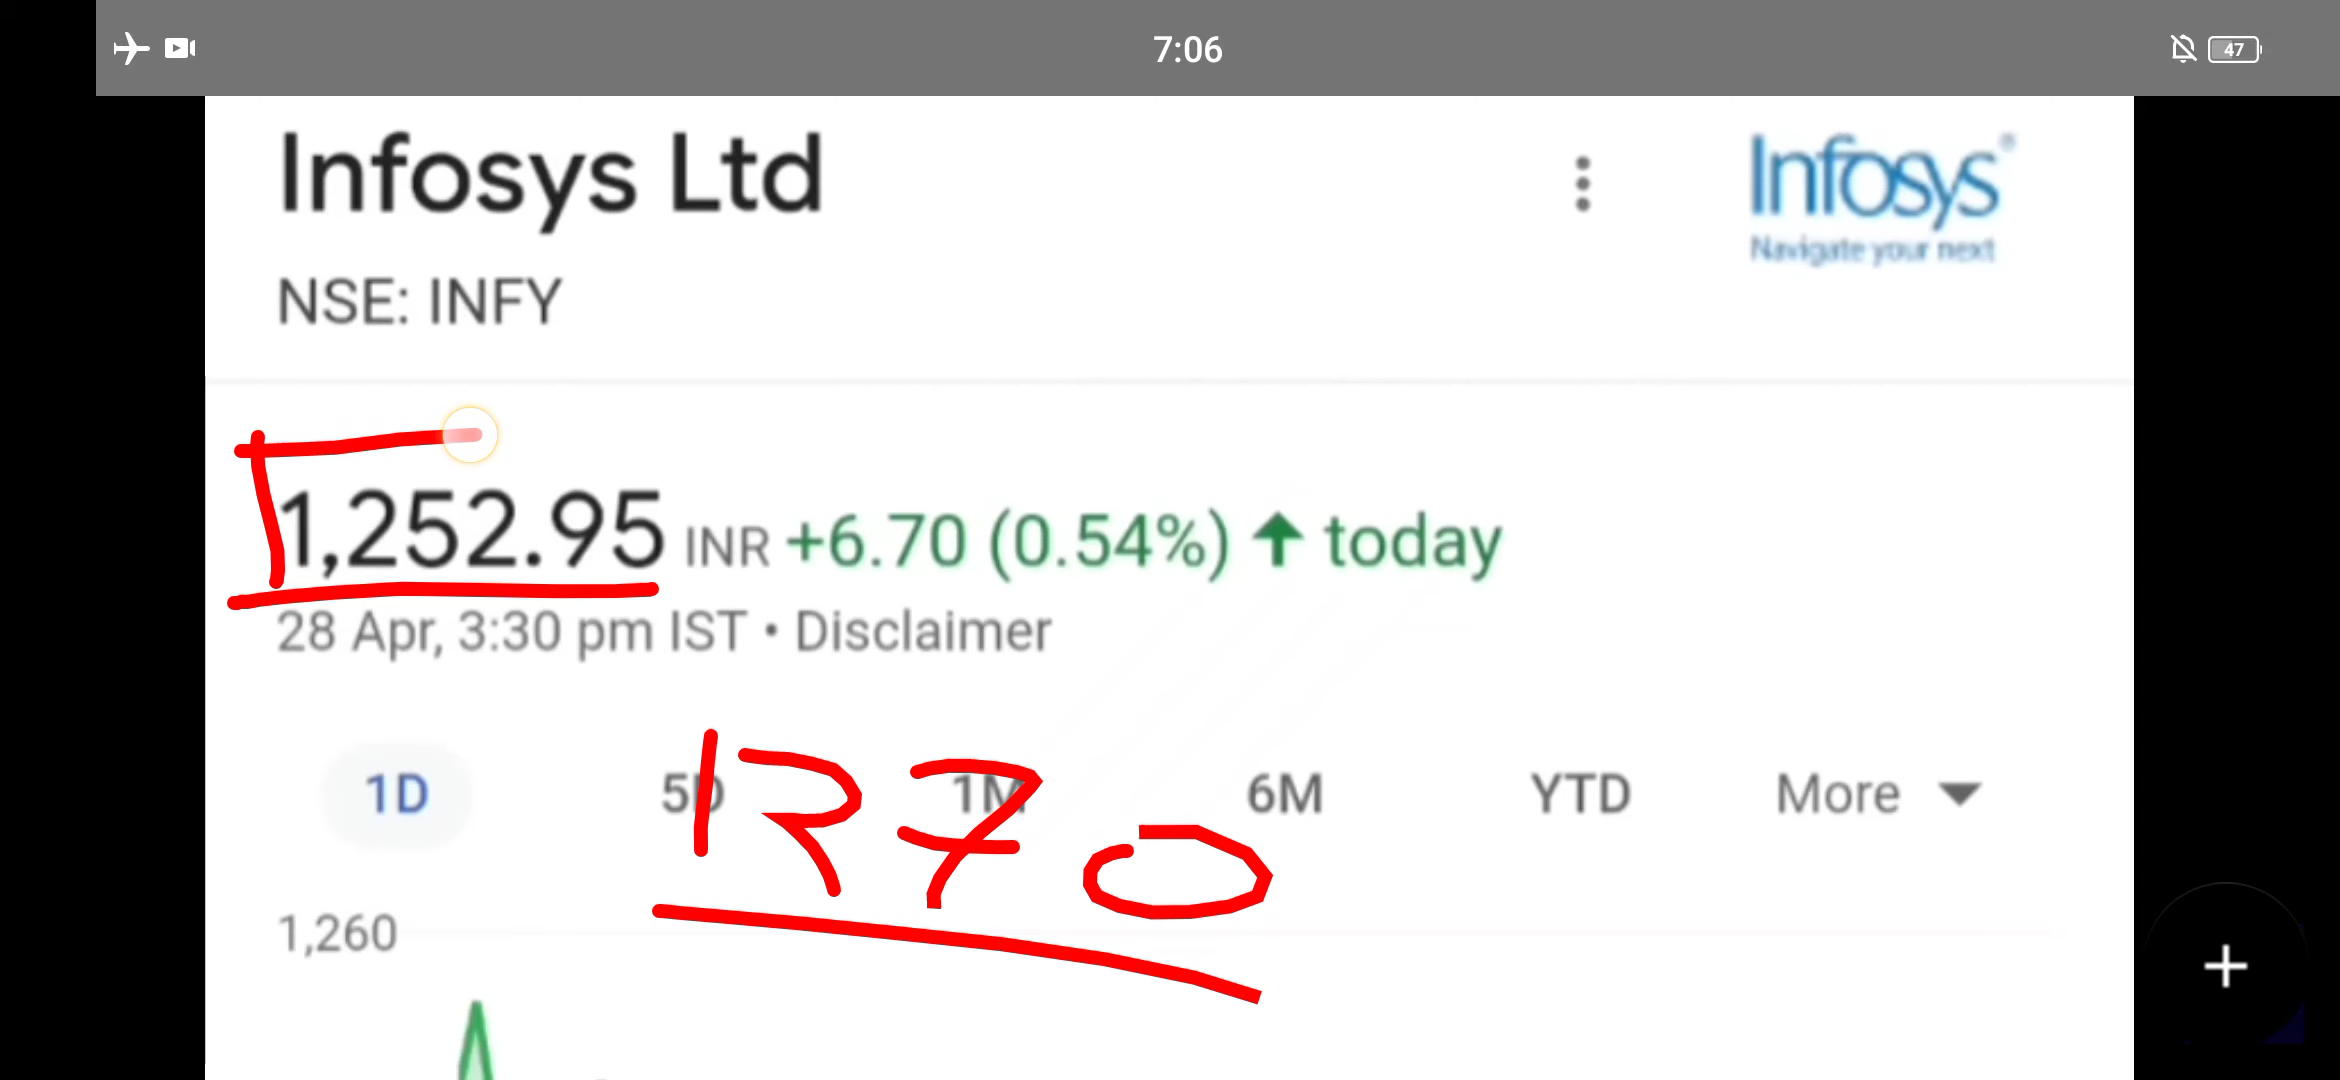 7:06
47
Infosys Ltd
Infosys®
Navigate your next
NSE: INFY
1,252.95 INR +6.70 (0.54%) ↑ today
28 Apr, 3:30 pm IST • Disclaimer
1270
1D 5D 1M 6M YTD More
1,260